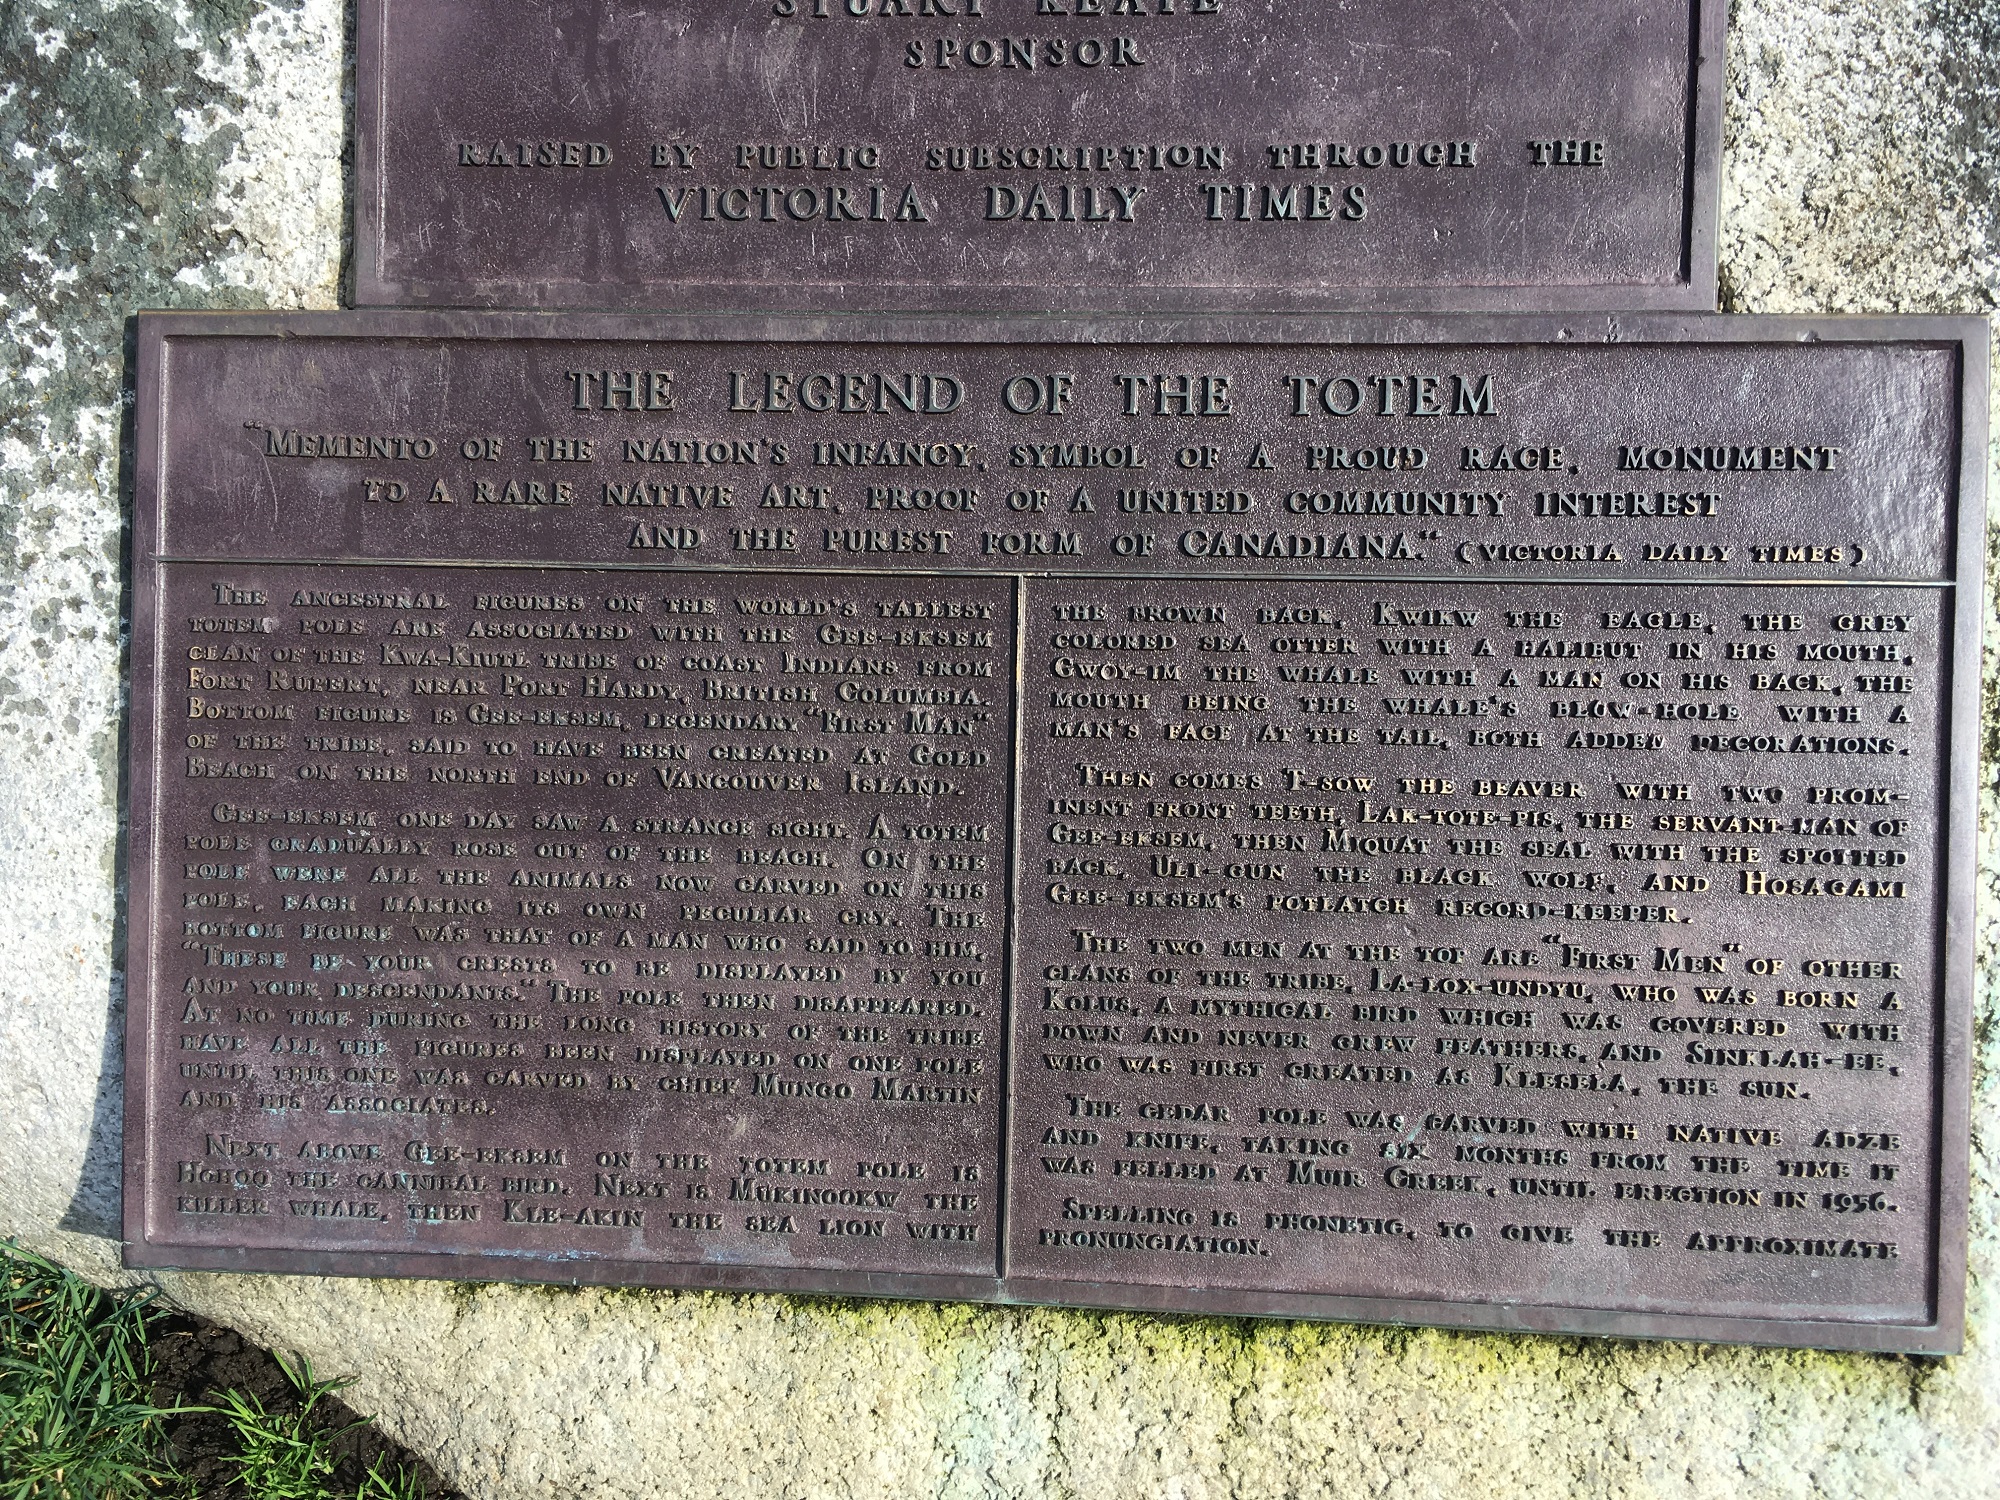 STUART KEATE
SPONSOR
RAISED BY PUBLIC SUBSCRIPTION THROUGH THE
VICTORIA DAILY TIMES
THE LEGEND OF THE TOTEM
"MEMENTO OF THE NATION'S INFANCY, SYMBOL OF A PROUD RACE, MONUMENT
TO A RARE NATIVE ART, PROOF OF A UNITED COMMUNITY INTEREST
AND THE PUREST FORM OF CANADIANA." (VICTORIA DAILY TIMES)
THE ANCESTRAL FIGURES ON THE WORLD'S TALLEST
TOTEM POLE ARE ASSOCIATED WITH THE GEE-EKSEM
CLAN OF THE KWA-KIUTL TRIBE OF COAST INDIANS FROM
FORT RUPERT, NEAR PORT HARDY, BRITISH COLUMBIA.
BOTTOM FIGURE IS GEE-EKSEM, LEGENDARY "FIRST MAN"
OF THE TRIBE, SAID TO HAVE BEEN CREATED AT GOLD
BEACH ON THE NORTH END OF VANCOUVER ISLAND.
GEE-EKSEM ONE DAY SAW A STRANGE SIGHT. A TOTEM
POLE GRADUALLY ROSE OUT OF THE BEACH. ON THE
POLE WERE ALL THE ANIMALS NOW CARVED ON THIS
POLE, EACH MAKING ITS OWN PECULIAR CRY. THE
BOTTOM FIGURE WAS THAT OF A MAN WHO SAID TO HIM,
"THESE BE YOUR CRESTS TO BE DISPLAYED BY YOU
AND YOUR DESCENDANTS." THE POLE THEN DISAPPEARED.
AT NO TIME DURING THE LONG HISTORY OF THE TRIBE
HAVE ALL THE FIGURES BEEN DISPLAYED ON ONE POLE
UNTIL THIS ONE WAS CARVED BY CHIEF MUNGO MARTIN
AND HIS ASSOCIATES.
NEXT ABOVE GEE-EKSEM ON THE TOTEM POLE IS
HOHOQ THE CANNIBAL BIRD. NEXT IS MUKINOOKW THE
KILLER WHALE, THEN KLE-AKIN THE SEA LION WITH
THE BROWN BACK, KWIKW THE EAGLE, THE GREY
COLORED SEA OTTER WITH A HALIBUT IN HIS MOUTH,
GWOY-IM THE WHALE WITH A MAN ON HIS BACK, THE
MOUTH BEING THE WHALE'S BLOW-HOLE WITH A
MAN'S FACE AT THE TAIL, BOTH ADDED DECORATIONS.
THEN COMES T-SOW THE BEAVER WITH TWO PROM-
INENT FRONT TEETH, LAK-TOTE-PIS, THE SERVANT-MAN OF
GEE-EKSEM, THEN MIQUAT THE SEAL WITH THE SPOTTED
BACK, ULI-GUN THE BLACK WOLF, AND HOSAGAMI
GEE-EKSEM'S POTLATCH RECORD-KEEPER.
THE TWO MEN AT THE TOP ARE "FIRST MEN" OF OTHER
CLANS OF THE TRIBE, LA-LOX-UNDYU, WHO WAS BORN A
KOLUS, A MYTHICAL BIRD WHICH WAS COVERED WITH
DOWN AND NEVER GREW FEATHERS, AND SINKLAH-EE,
WHO WAS FIRST CREATED AS KLESELA, THE SUN.
THE CEDAR POLE WAS CARVED WITH NATIVE ADZE
AND KNIFE, TAKING SIX MONTHS FROM THE TIME IT
WAS FELLED AT MUIR CREEK, UNTIL ERECTION IN 1956.
SPELLING IS PHONETIC, TO GIVE THE APPROXIMATE
PRONUNCIATION.